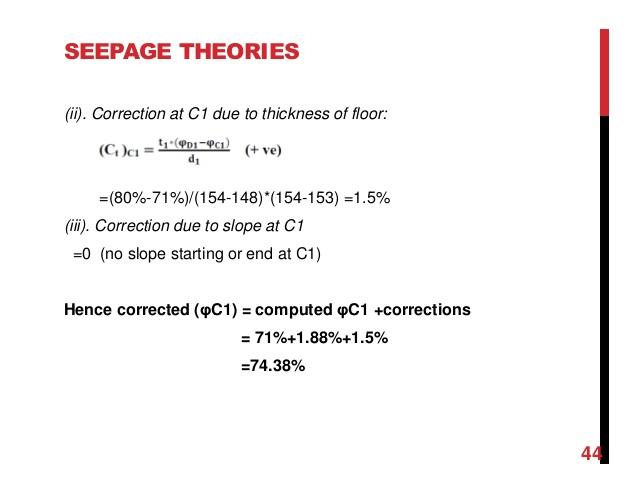 SEEPAGE THEORIES
(ii). Correction at C1 due to thickness of floor:
(Ct)C1 = t1*(φD1−φC1) / d1 (+ ve)
=(80%-71%)/(154-148)*(154-153) =1.5%
(iii). Correction due to slope at C1
=0 (no slope starting or end at C1)
Hence corrected (φC1) = computed φC1 +corrections
= 71%+1.88%+1.5%
=74.38%
44